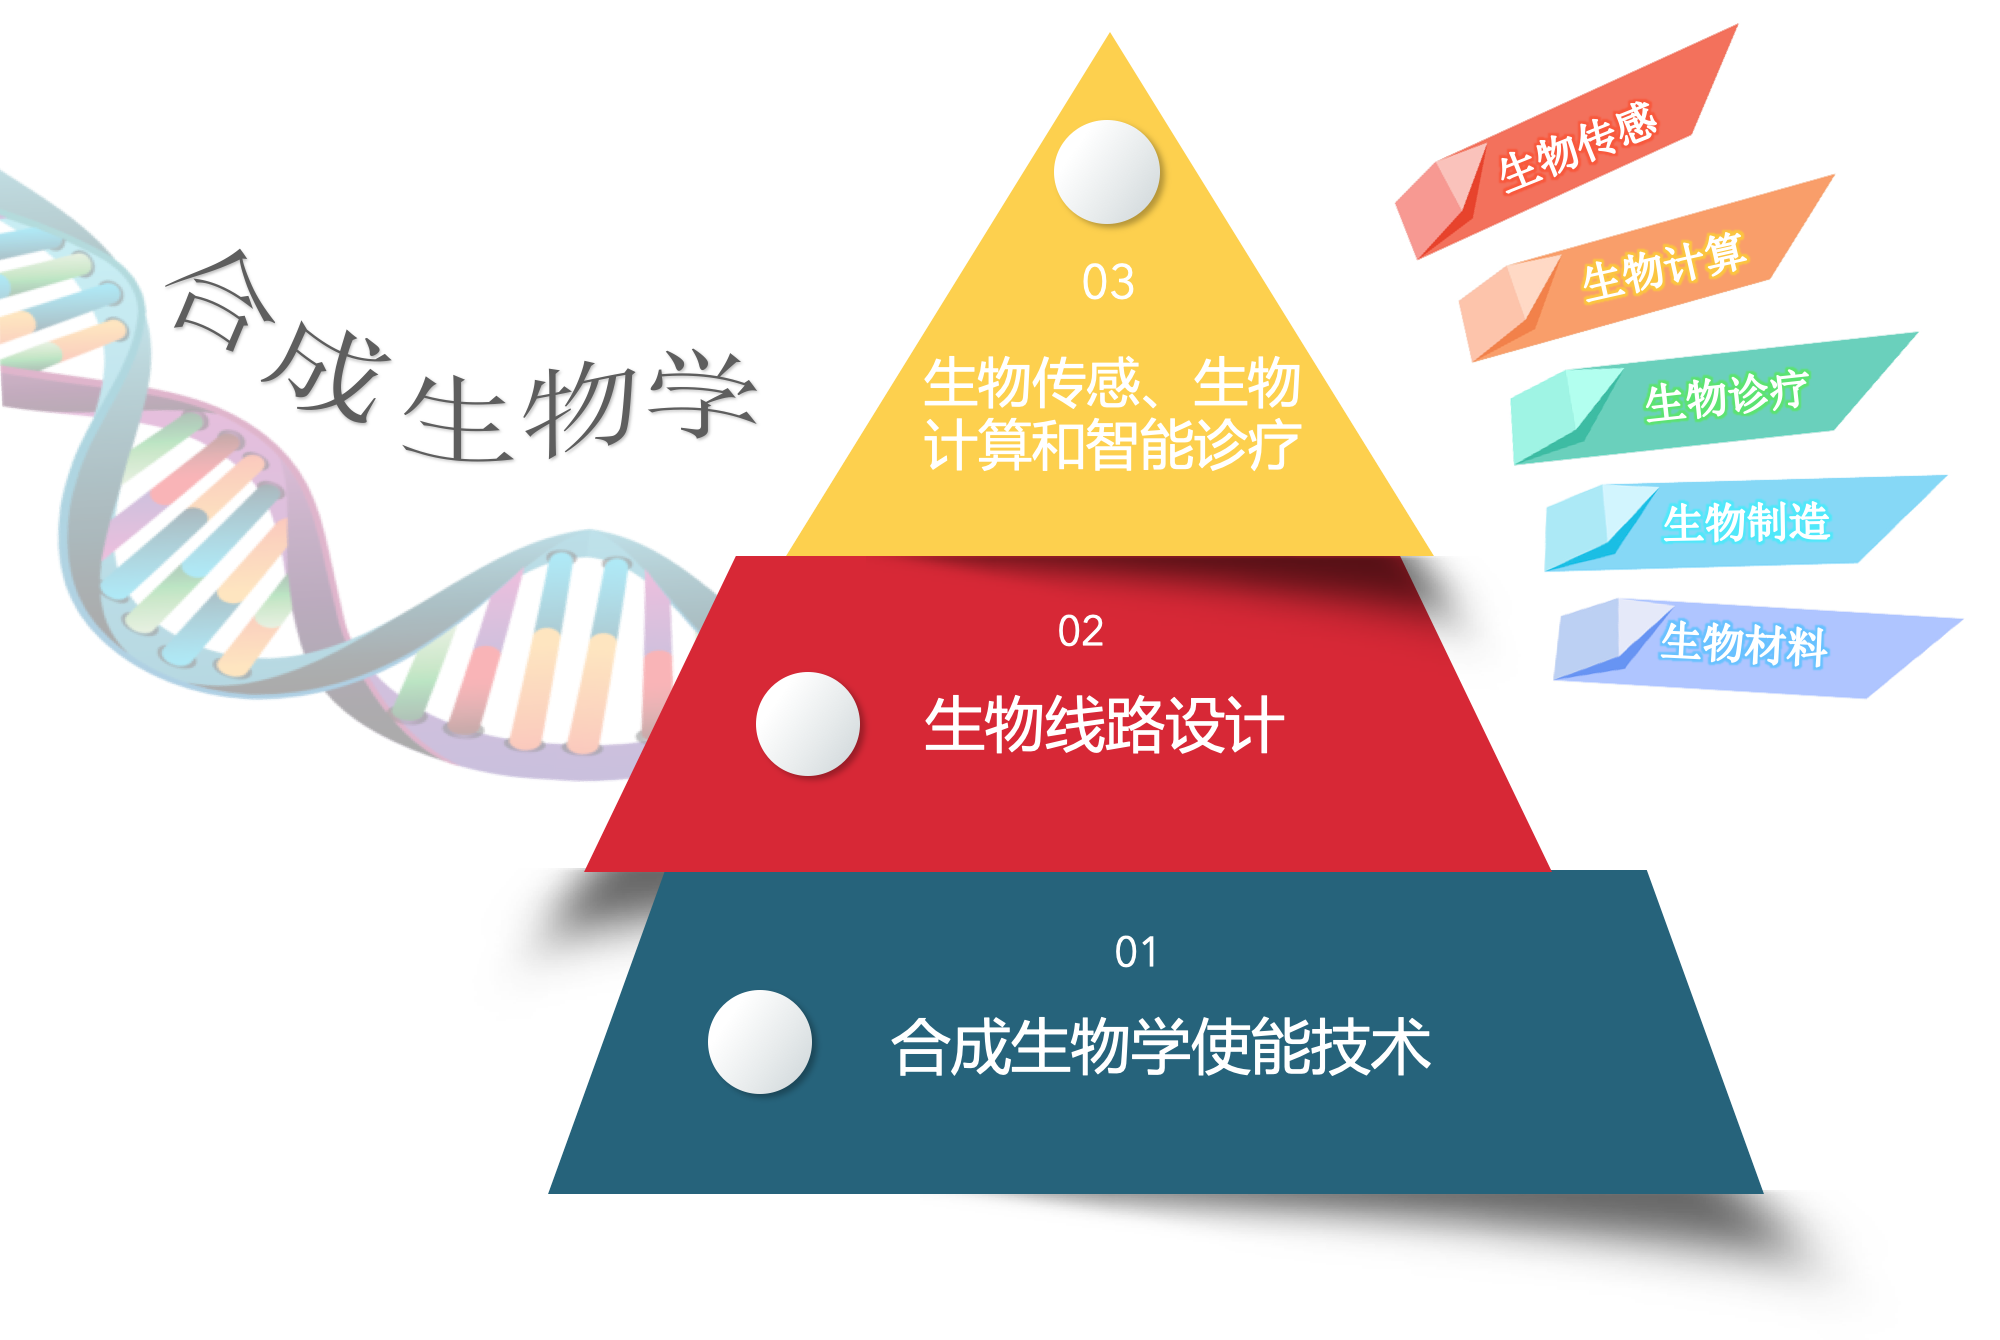 合成生物学
03
生物传感、生物
计算和智能诊疗
02
生物线路设计
01
合成生物学使能技术
生物传感
生物计算
生物诊疗
生物制造
生物材料